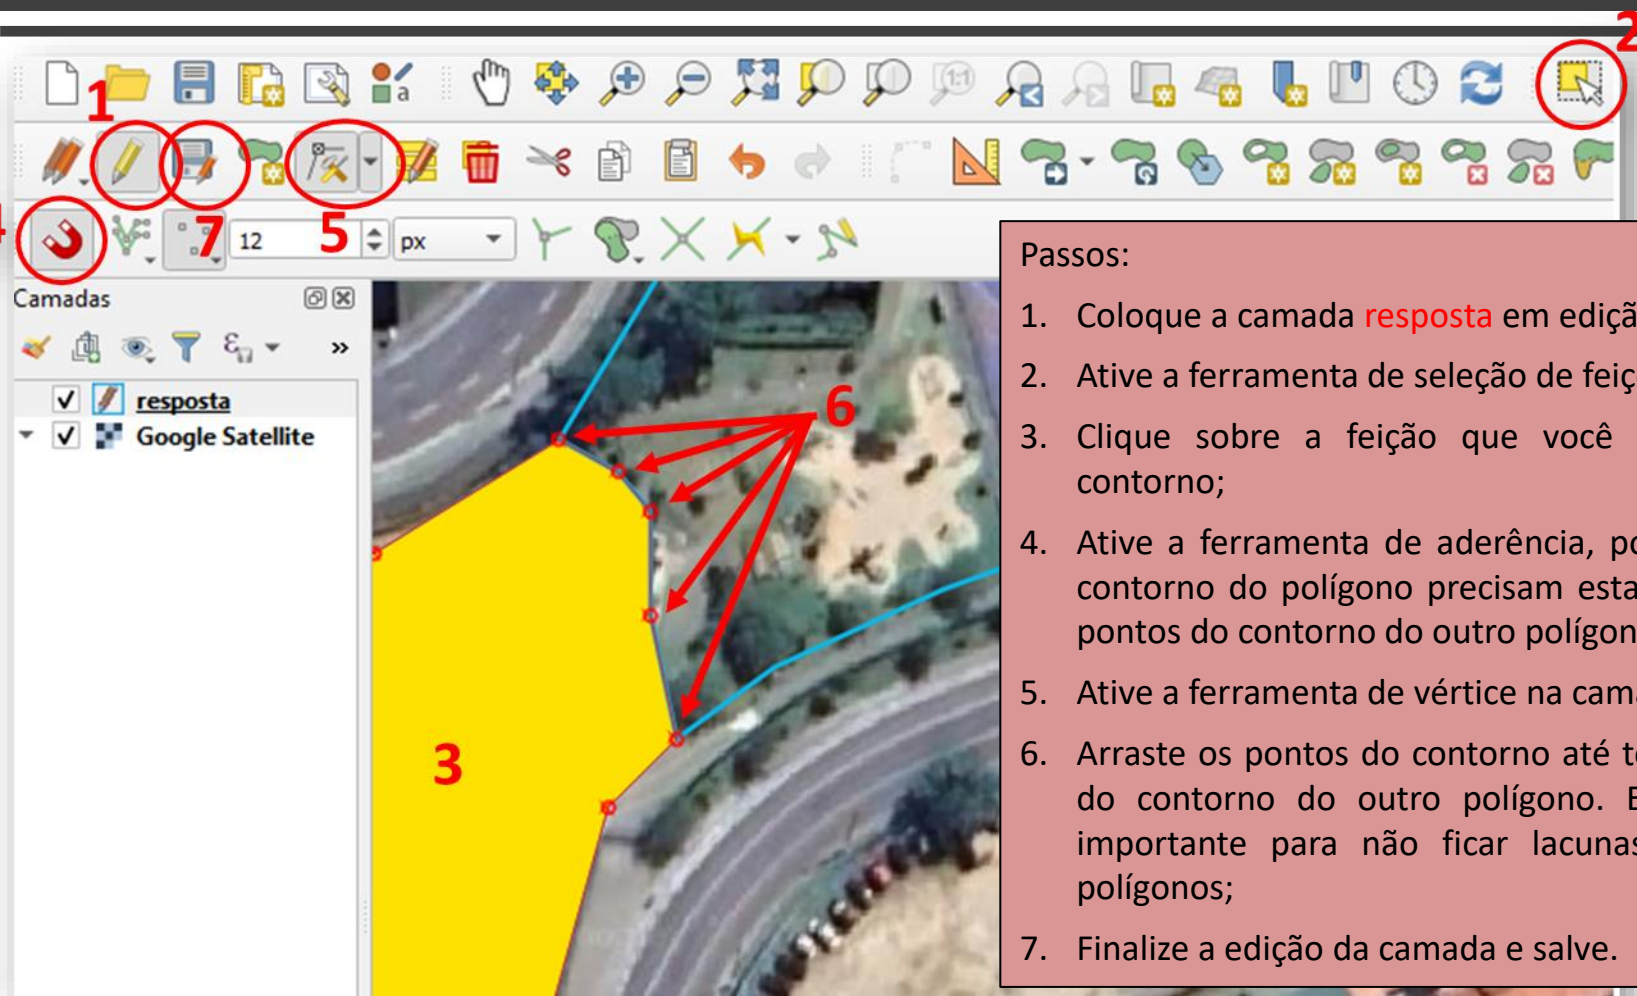 2
1
a
1:1
4
7
12
5
px
Camadas
resposta
Google Satellite
6
3
Passos:
1. Coloque a camada resposta em ediçã
2. Ative a ferramenta de seleção de feiç
3. Clique sobre a feição que você
contorno;
4. Ative a ferramenta de aderência, po
contorno do polígono precisam esta
pontos do contorno do outro polígon
5. Ative a ferramenta de vértice na cama
6. Arraste os pontos do contorno até t
do contorno do outro polígono. E
importante para não ficar lacunas
polígonos;
7. Finalize a edição da camada e salve.